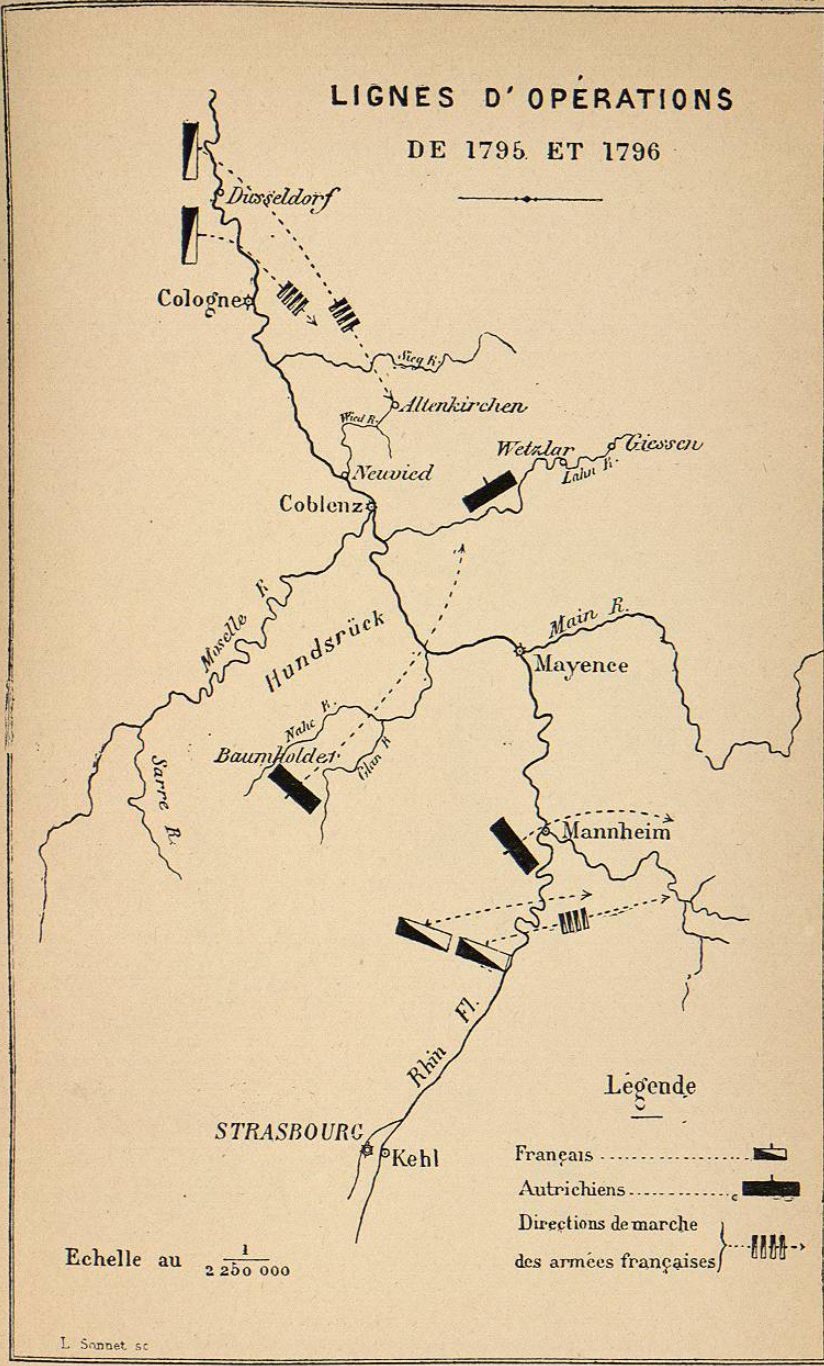 LIGNES D'OPÉRATIONS
DE 1795 ET 1796
Düsseldorf
Cologne
Sieg R.
Altenkirchen
Wied R.
Wetzlar
Giessen
Lahn R.
Neuvied
Coblenz
Moselle R
Hundsrück
Main R.
Mayence
Nahe R.
Baumholder
Glan R
Sarre R.
Mannheim
Rhin Fl.
STRASBOURG
Kehl
Légende
Français
Autrichiens
Directions de marche
des armées françaises
Echelle au 1/2 250 000
L. Sonnet sc